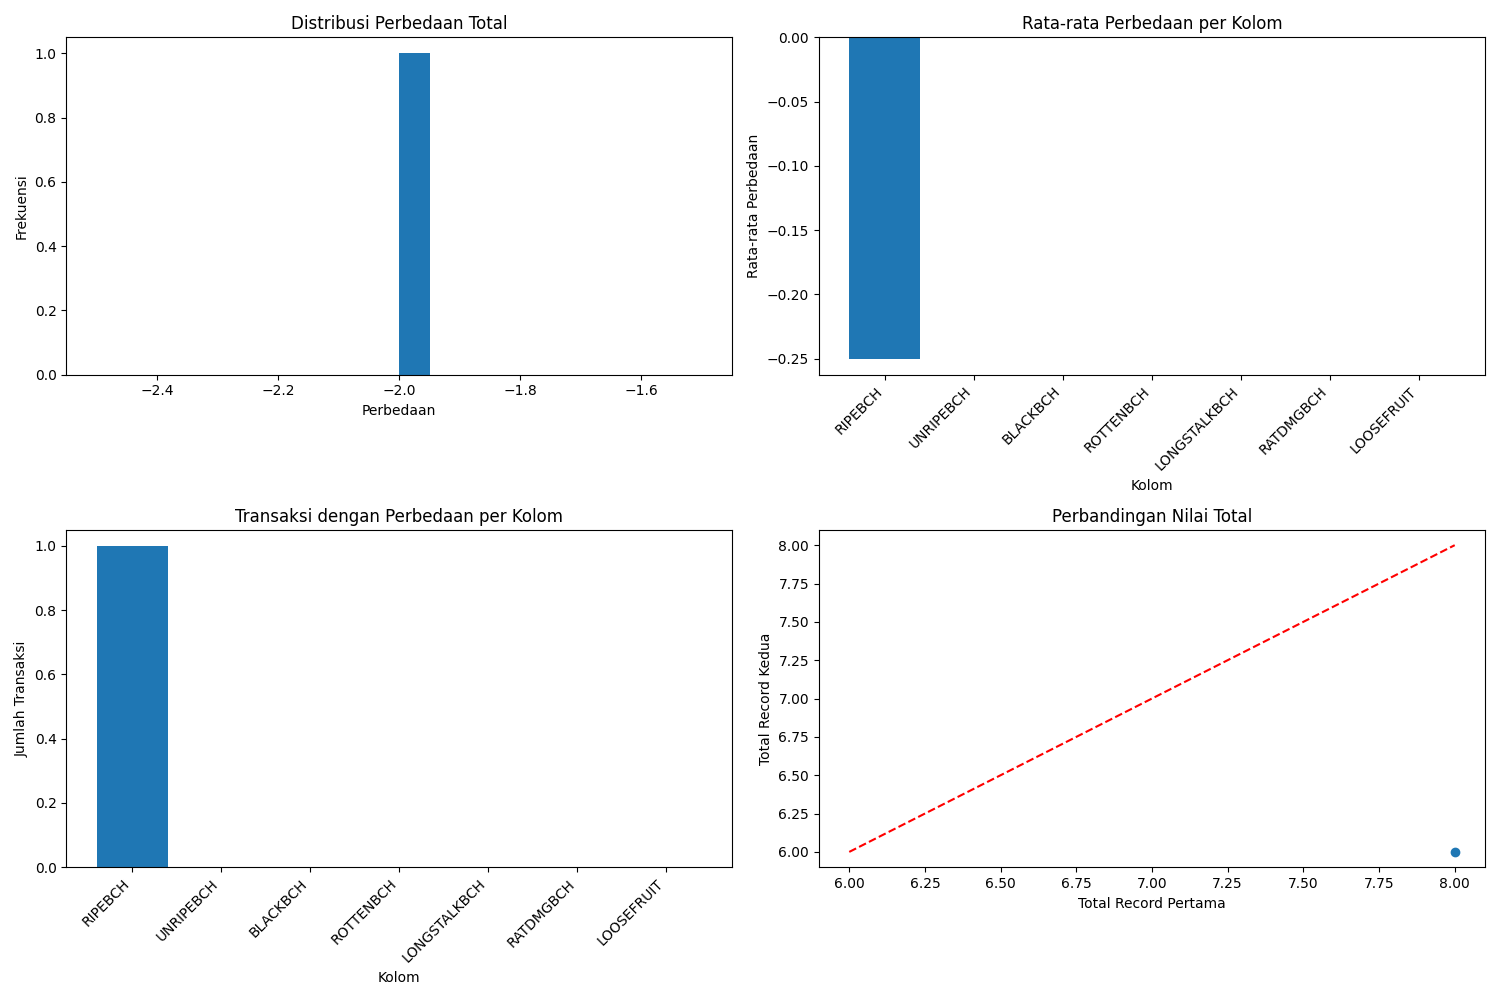 Distribusi Perbedaan Total
Frekuensi
1.0
0.8
0.6
0.4
0.2
0.0
−2.4 −2.2 −2.0 −1.8 −1.6
Perbedaan
Rata-rata Perbedaan per Kolom
Rata-rata Perbedaan
0.00
−0.05
−0.10
−0.15
−0.20
−0.25
RIPEBCH UNRIPEBCH BLACKBCH ROTTENBCH LONGSTALKBCH RATDMGBCH LOOSEFRUIT
Kolom
Transaksi dengan Perbedaan per Kolom
Jumlah Transaksi
1.0
0.8
0.6
0.4
0.2
0.0
RIPEBCH UNRIPEBCH BLACKBCH ROTTENBCH LONGSTALKBCH RATDMGBCH LOOSEFRUIT
Kolom
Perbandingan Nilai Total
Total Record Kedua
8.00
7.75
7.50
7.25
7.00
6.75
6.50
6.25
6.00
6.00 6.25 6.50 6.75 7.00 7.25 7.50 7.75 8.00
Total Record Pertama